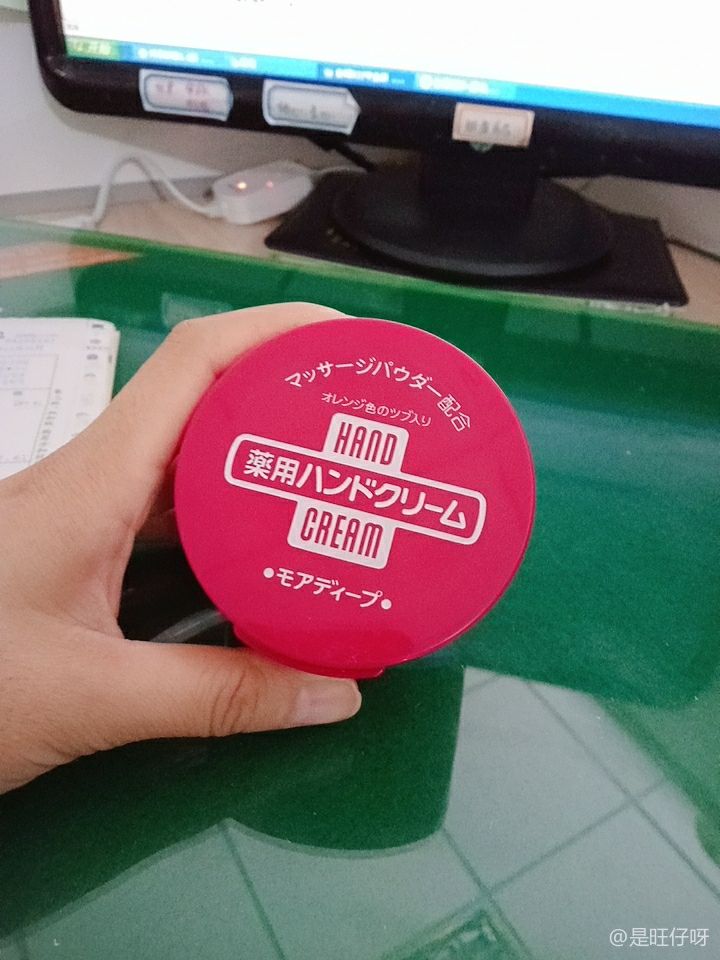 マッサージパウダー配合
オレンジ色のツブ入り
HAND
薬用ハンドクリーム
CREAM
●モアディープ●
@是旺仔呀